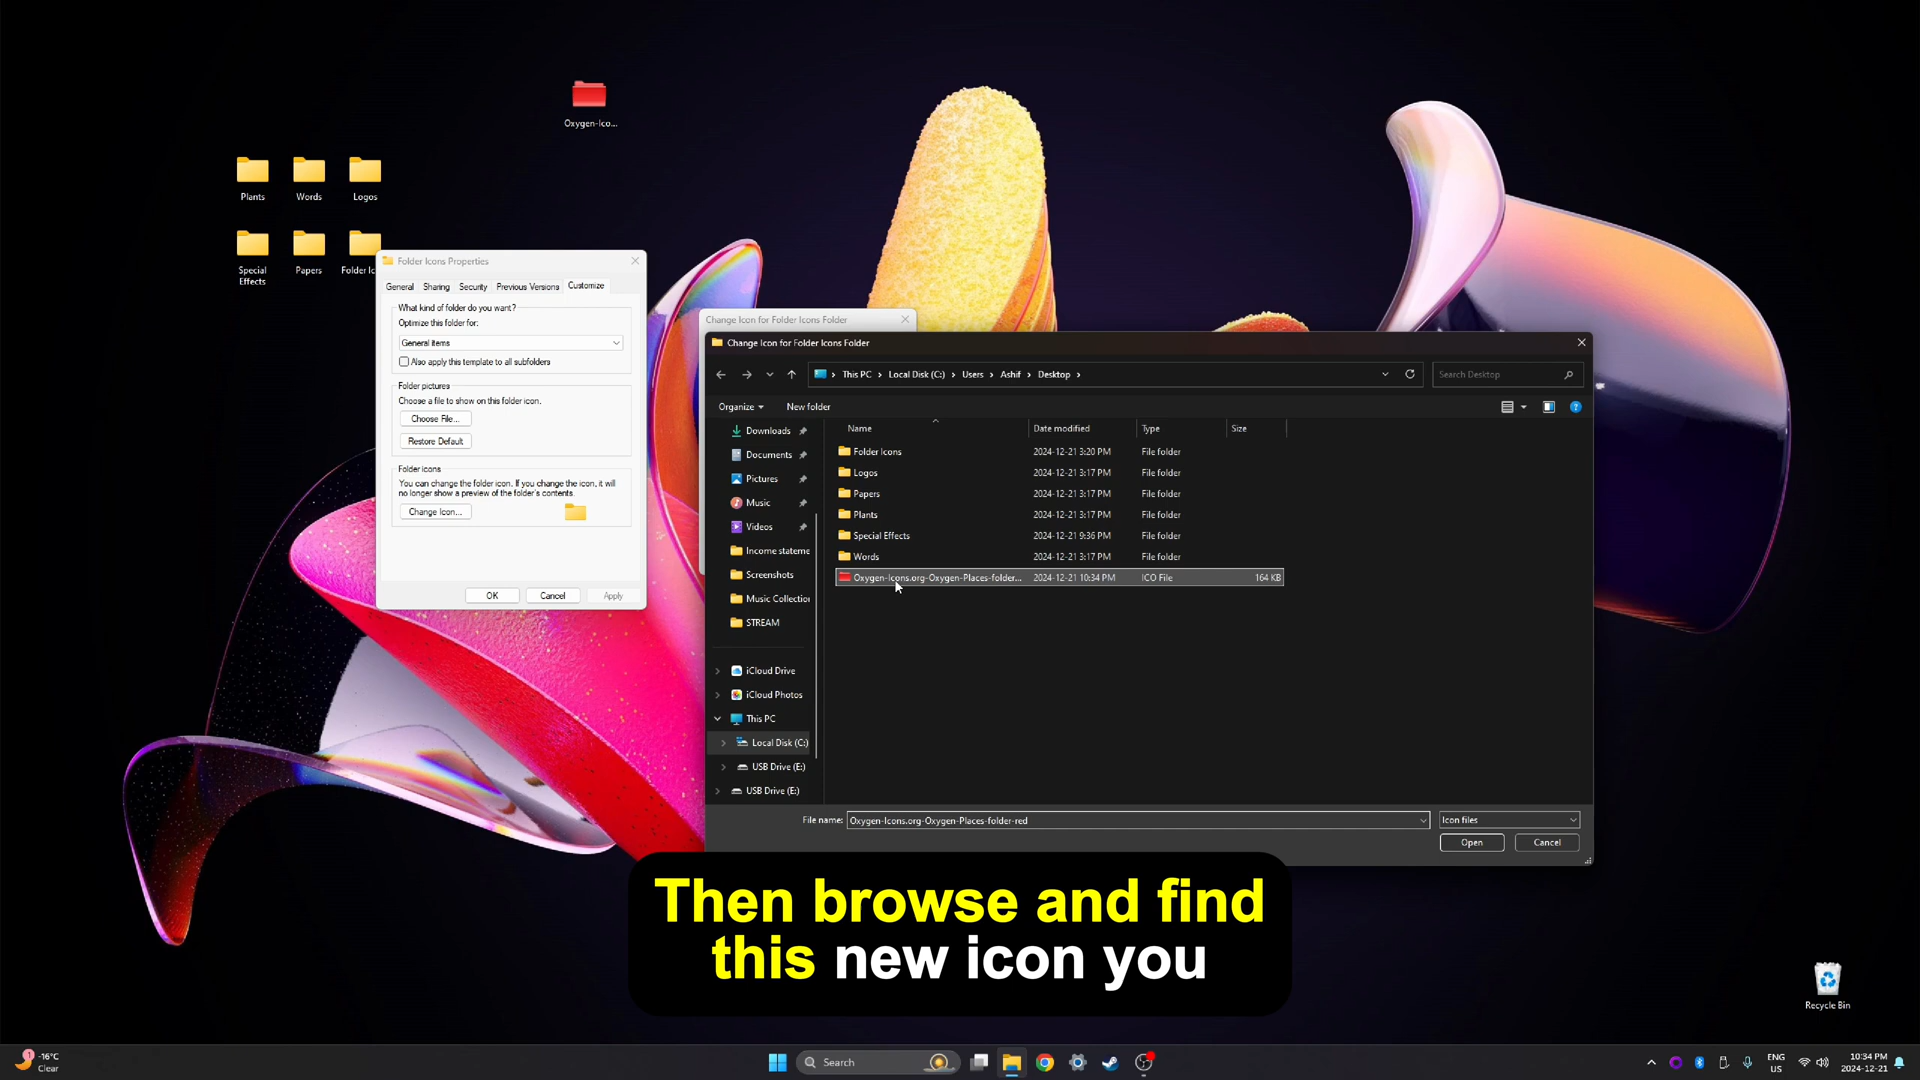 Oxygen-Ico...
Plants
Words
Logos
Special
Effects
Papers
Folder Ic
Folder Icons Properties
General
Sharing
Security
Previous Versions
Customize
What kind of folder do you want?
Optimize this folder for:
General items
Also apply this template to all subfolders
Folder pictures
Choose a file to show on this folder icon.
Choose File...
Restore Default
Folder icons
You can change the folder icon. If you change the icon, it will
no longer show a preview of the folder's contents.
Change Icon...
OK
Cancel
Apply
Change Icon for Folder Icons Folder
Change Icon for Folder Icons Folder
This PC
Local Disk (C:)
Users
Ashif
Desktop
Search Desktop
Organize
New folder
Downloads
Documents
Pictures
Music
Videos
Income stateme
Screenshots
Music Collection
STREAM
iCloud Drive
iCloud Photos
This PC
Local Disk (C:)
USB Drive (E:)
USB Drive (E:)
Name Date modified Type Size
Folder Icons 2024-12-21 3:20 PM File folder
Logos 2024-12-21 3:17 PM File folder
Papers 2024-12-21 3:17 PM File folder
Plants 2024-12-21 3:17 PM File folder
Special Effects 2024-12-21 9:36 PM File folder
Words 2024-12-21 3:17 PM File folder
Oxygen-Icons.org-Oxygen-Places-folder... 2024-12-21 10:34 PM ICO File 164 KB
File name: Oxygen-Icons.org-Oxygen-Places-folder-red
Icon files
Open
Cancel
Then browse and find
this new icon you
Recycle Bin
1
-16°C
Clear
Search
ENG
US
10:34 PM
2024-12-21